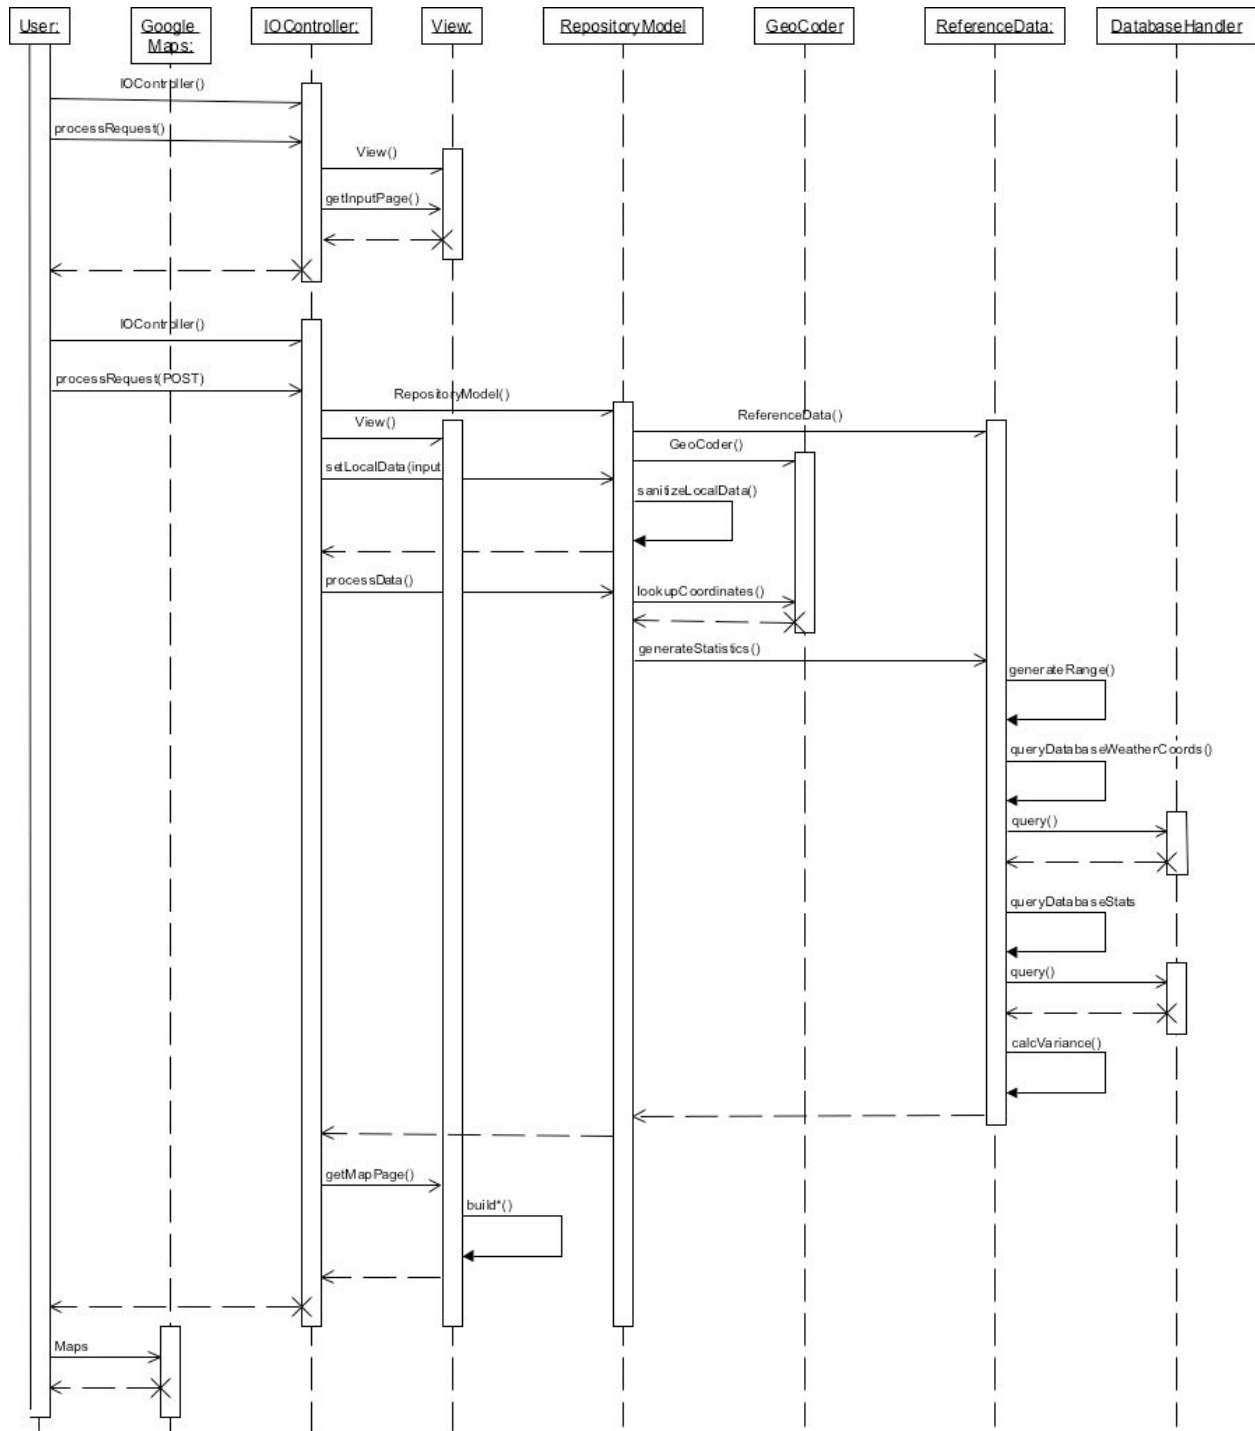 User:
Google
Maps:
IOController:
View:
RepositoryModel
GeoCoder
ReferenceData:
DatabaseHandler
IOController()
processRequest()
View()
getInputPage()
IOController()
processRequest(POST)
RepositoryModel()
ReferenceData()
View()
GeoCoder()
setLocalData(input
sanitizeLocalData()
processData()
lookupCoordinates()
generateStatistics()
generateRange()
queryDatabaseWeatherCoords()
query()
queryDatabaseStats
query()
calcVariance()
getMapPage()
build*()
Maps